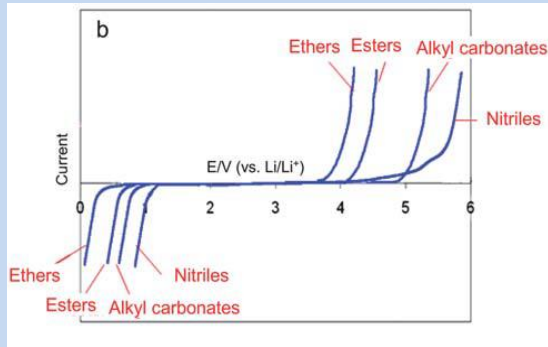 b
Ethers
Esters
Alkyl carbonates
Nitriles
Current
E/V (vs. Li/Li⁺)
0 1 2 3 4 5 6
Ethers
Nitriles
Esters
Alkyl carbonates